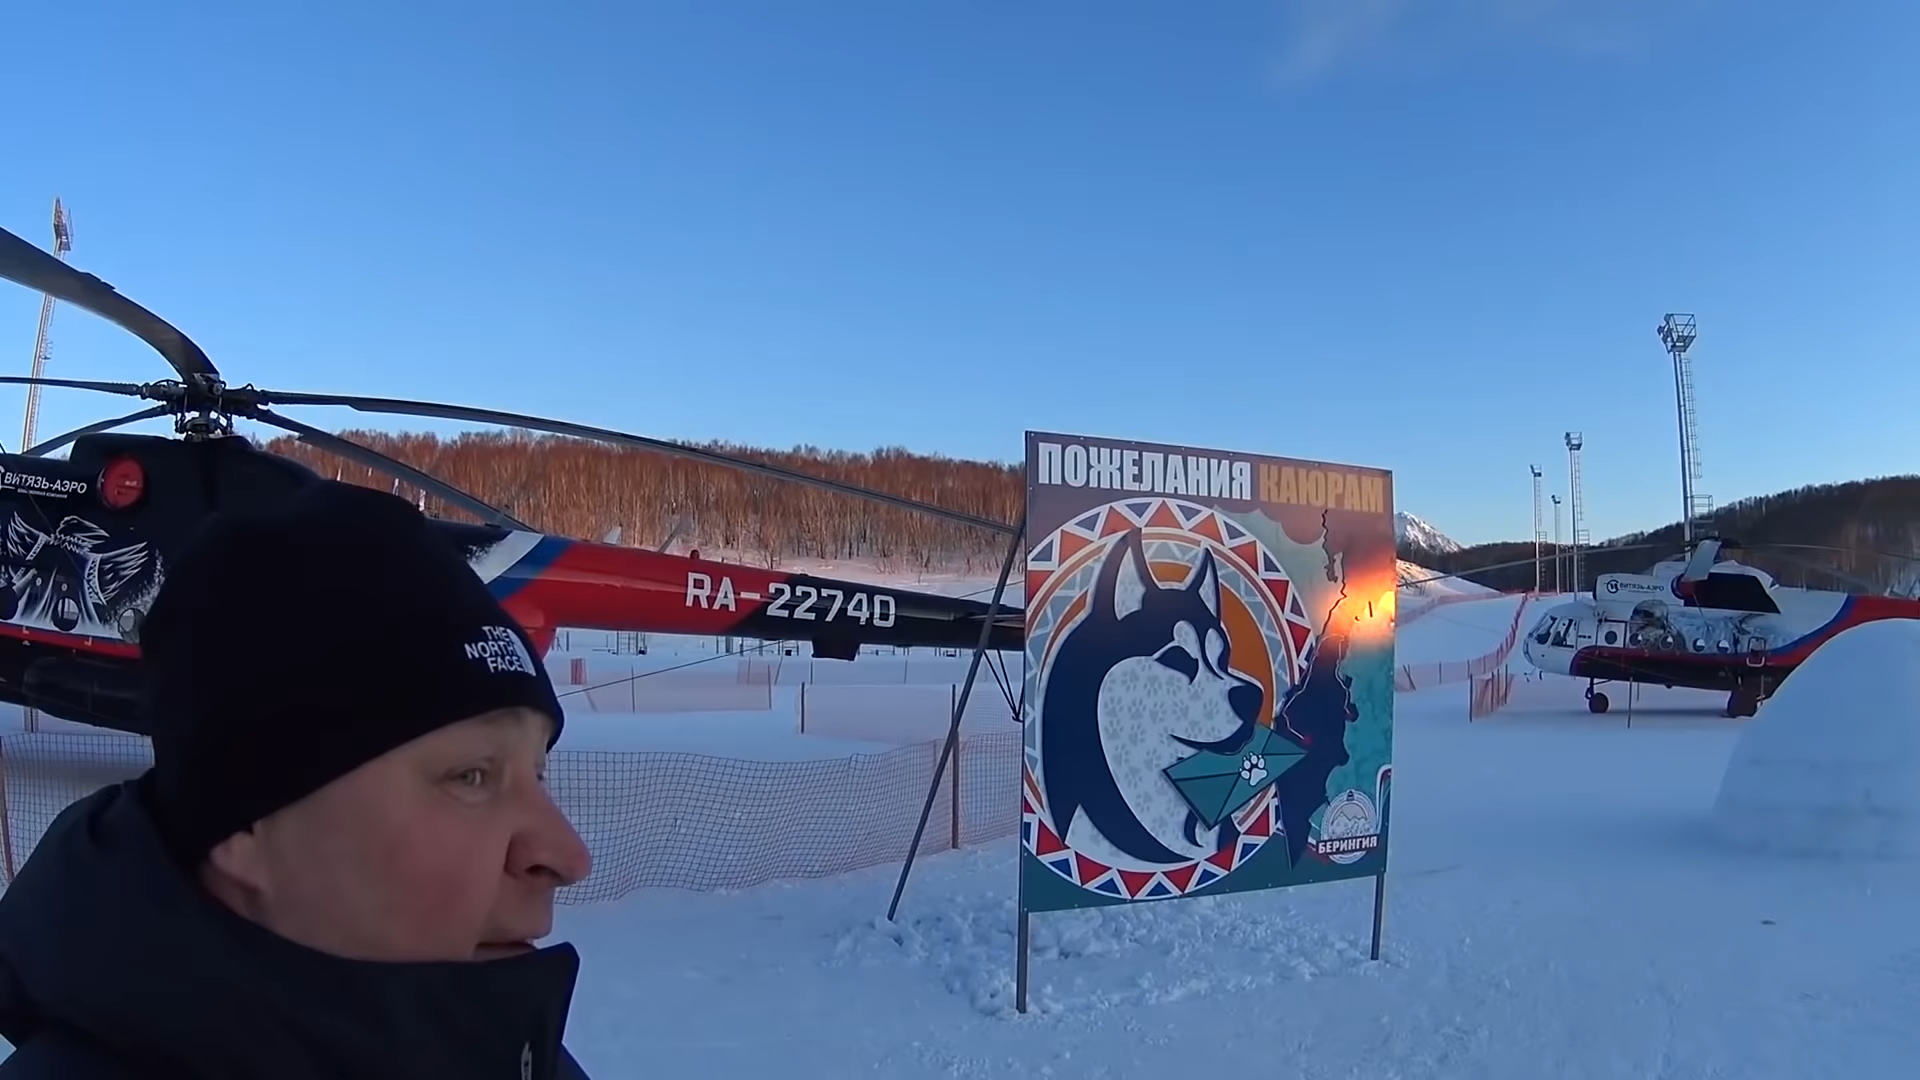 ВИТЯЗЬ-АЭРО
THE
NORTH
FACE
RA-22740
ПОЖЕЛАНИЯ КАЮРАМ
БЕРИНГИЯ
ВИТЯЗЬ-АЭРО